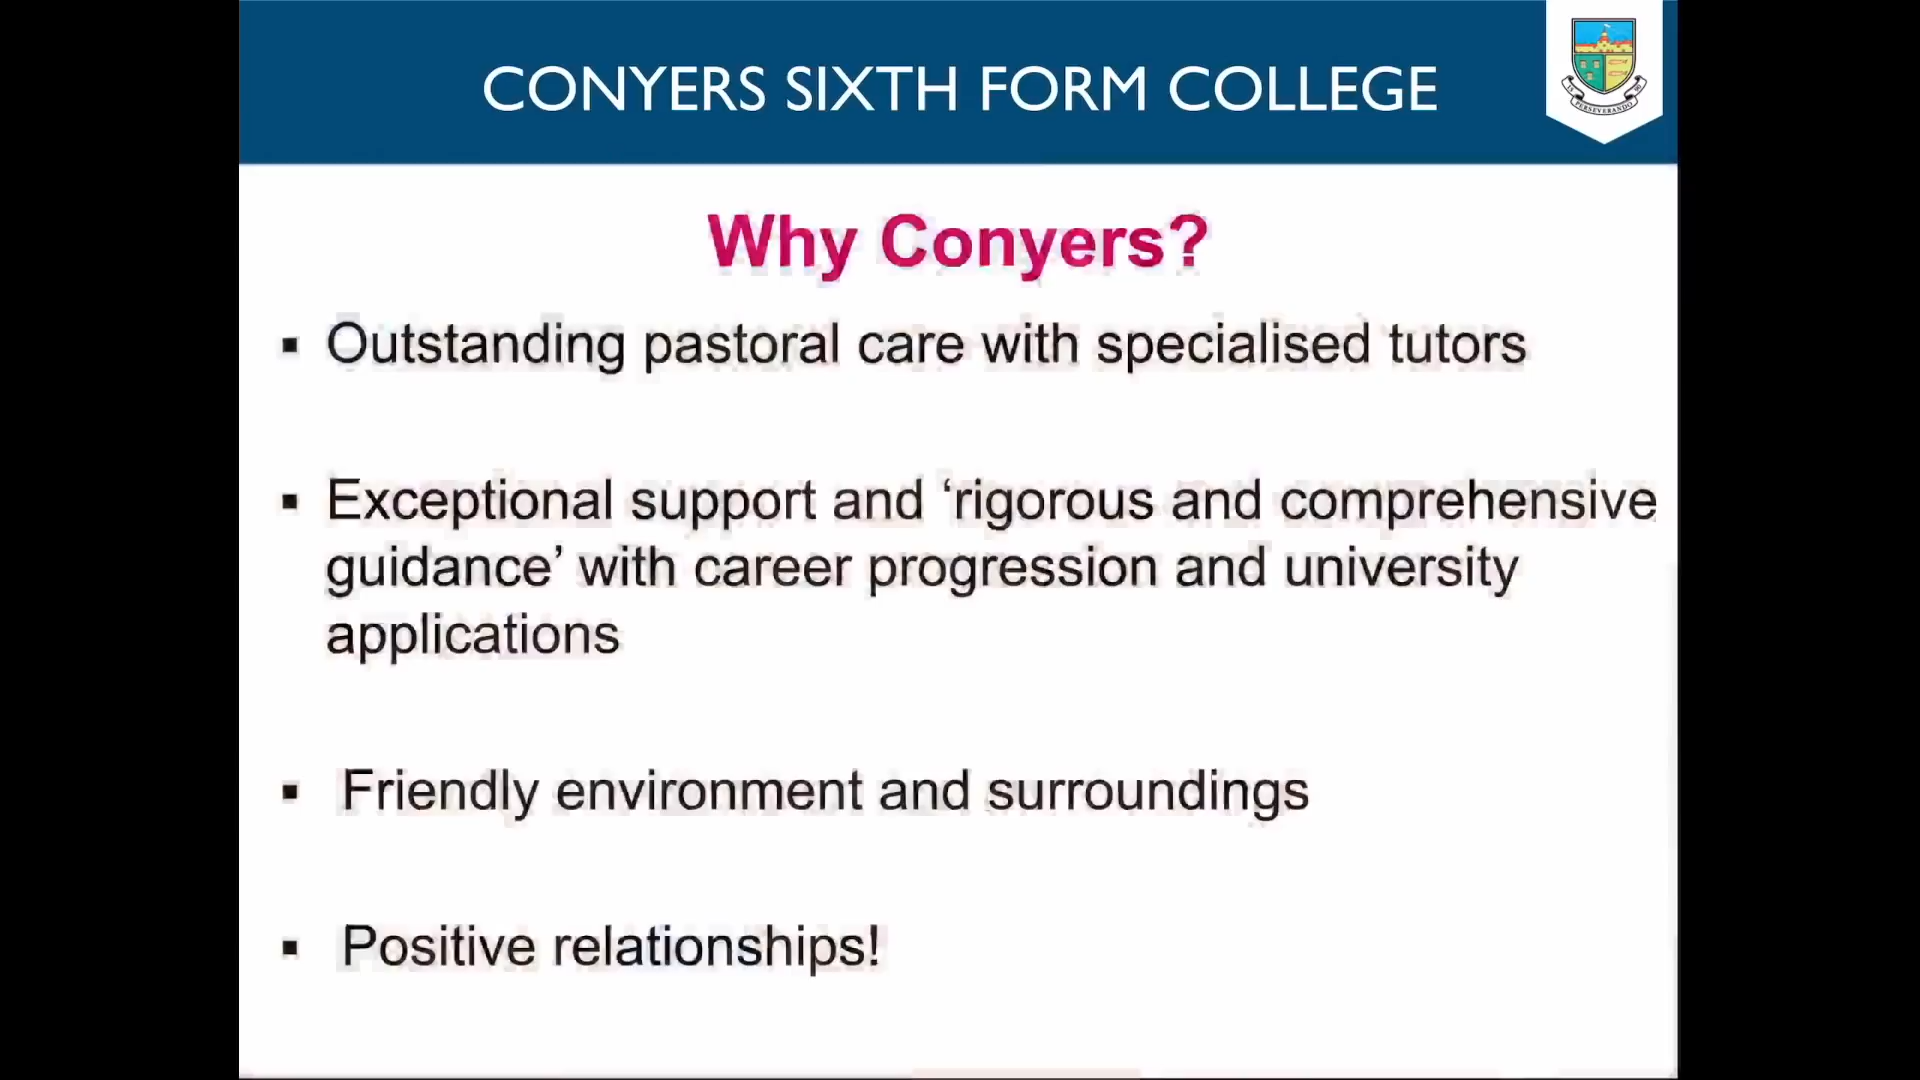 CONYERS SIXTH FORM COLLEGE
PERSEVERANDO
Why Conyers?
▪ Outstanding pastoral care with specialised tutors
▪ Exceptional support and ‘rigorous and comprehensive
guidance’ with career progression and university
applications
▪ Friendly environment and surroundings
▪ Positive relationships!